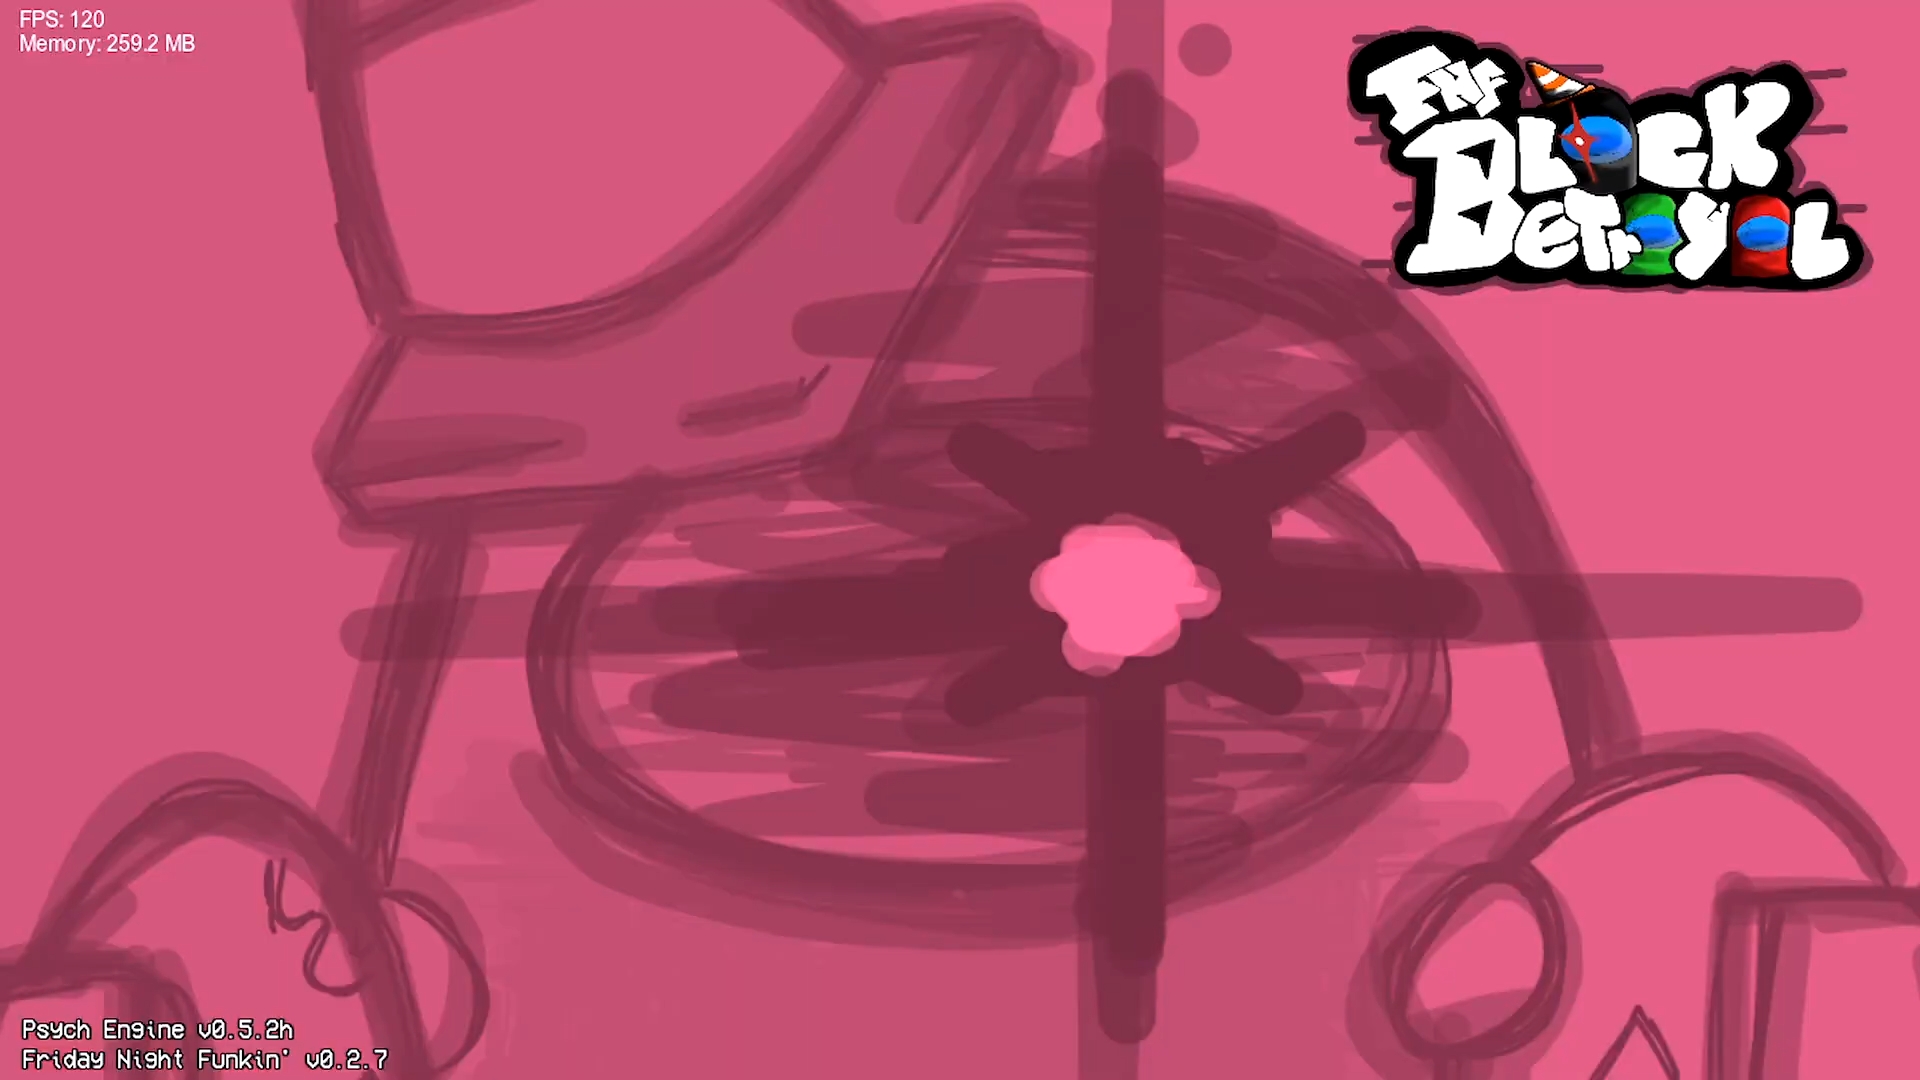 FPS: 120
Memory: 259.2 MB
FNF
BLOCK
BETrAyAL
Psych Engine v0.5.2h
Friday Night Funkin' v0.2.7